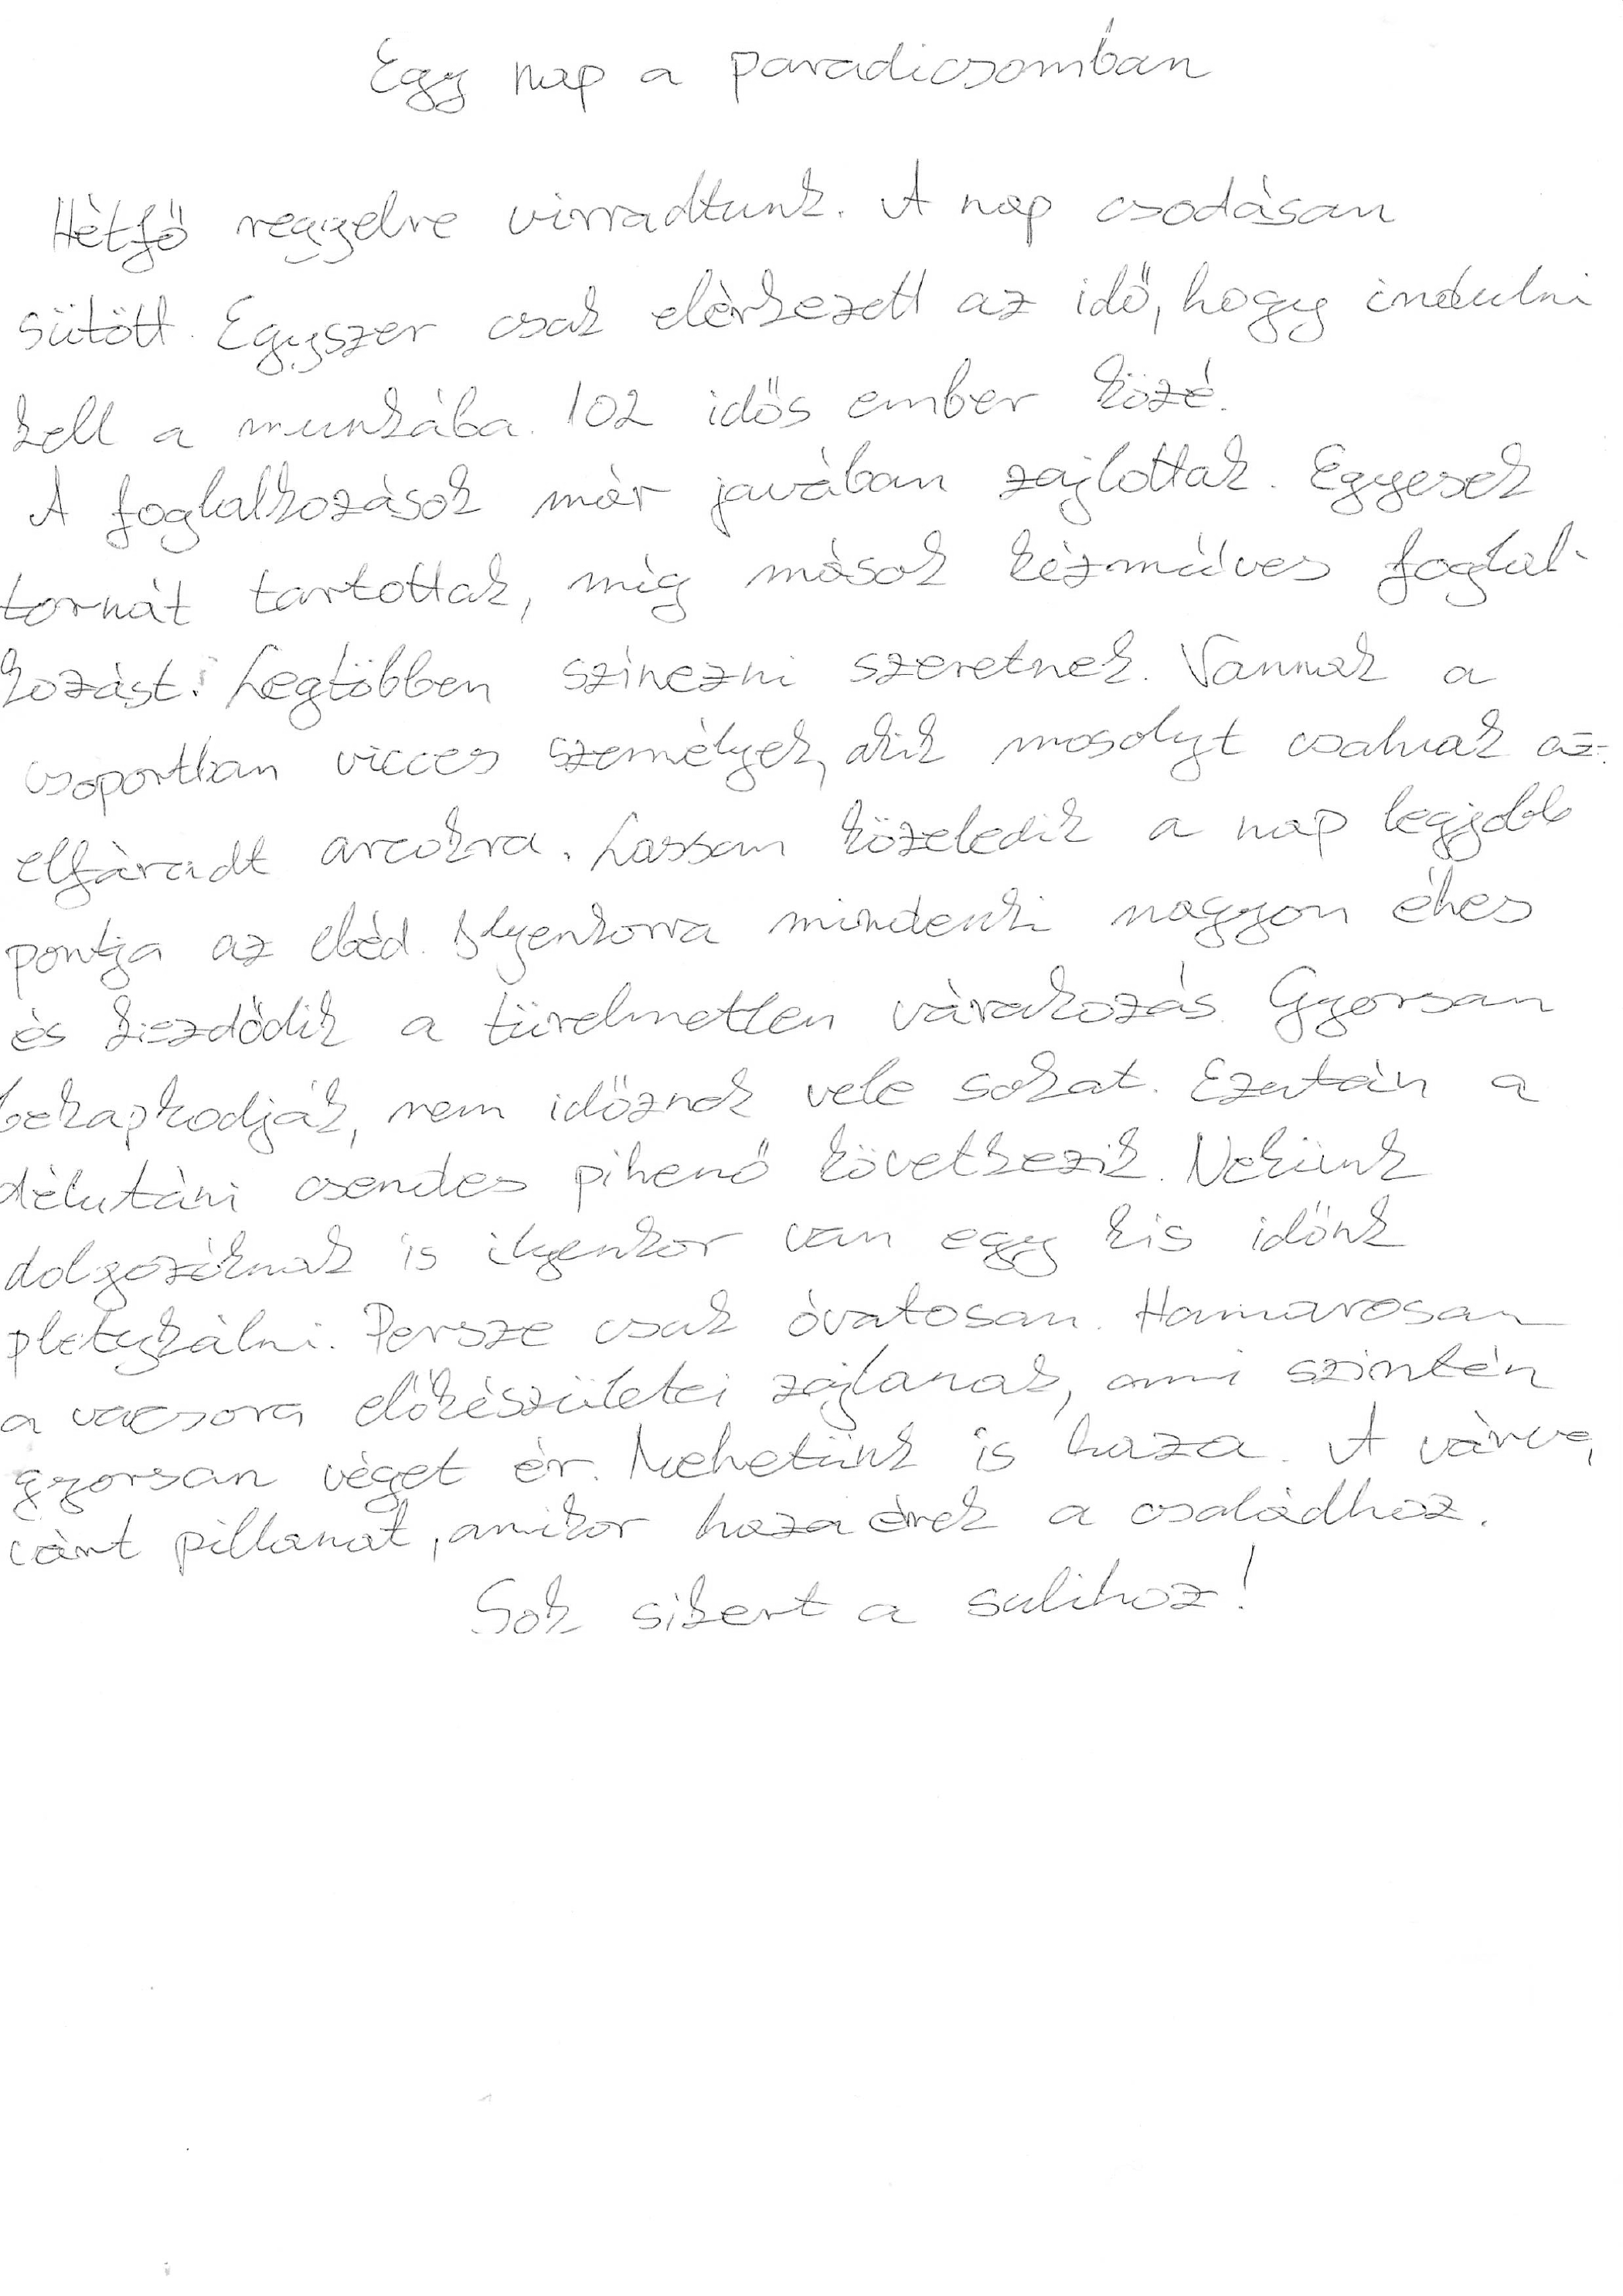 Egy nap a paradicsomban
Hétfő reggelre virradtunk. A nap csodásan
sütött. Egyszer csak elérkezett az idő, hogy indulni
kell a munkába. 102 idős ember közé.
A foglalkozások már javában zajlottak. Egyesek
tornát tartottak, míg mások kézműves foglal-
kozást. Legtöbben színezni szeretnek. Vannak a
csoportban vicces személyek, akik mosolyt csalnak az
elfáradt arcokra. Lassan közeledik a nap legjobb
pontja az ebéd. Ilyenkorra mindenki nagyon éhes
és kezdődik a türelmetlen várakozás. Gyorsan
bekapkodják, nem időznek vele sokat. Ezután a
délutáni csendes pihenő következik. Nekünk
dolgozóknak is ilyenkor van egy kis időnk
pletykálni. Persze csak óvatosan. Hamarosan
a vacsora előkészületei zajlanak, ami szintén
gyorsan véget ér. Mehetünk is haza. A várva,
várt pillanat, amikor haza érek a családhoz.
Sok sikert a sulihoz!